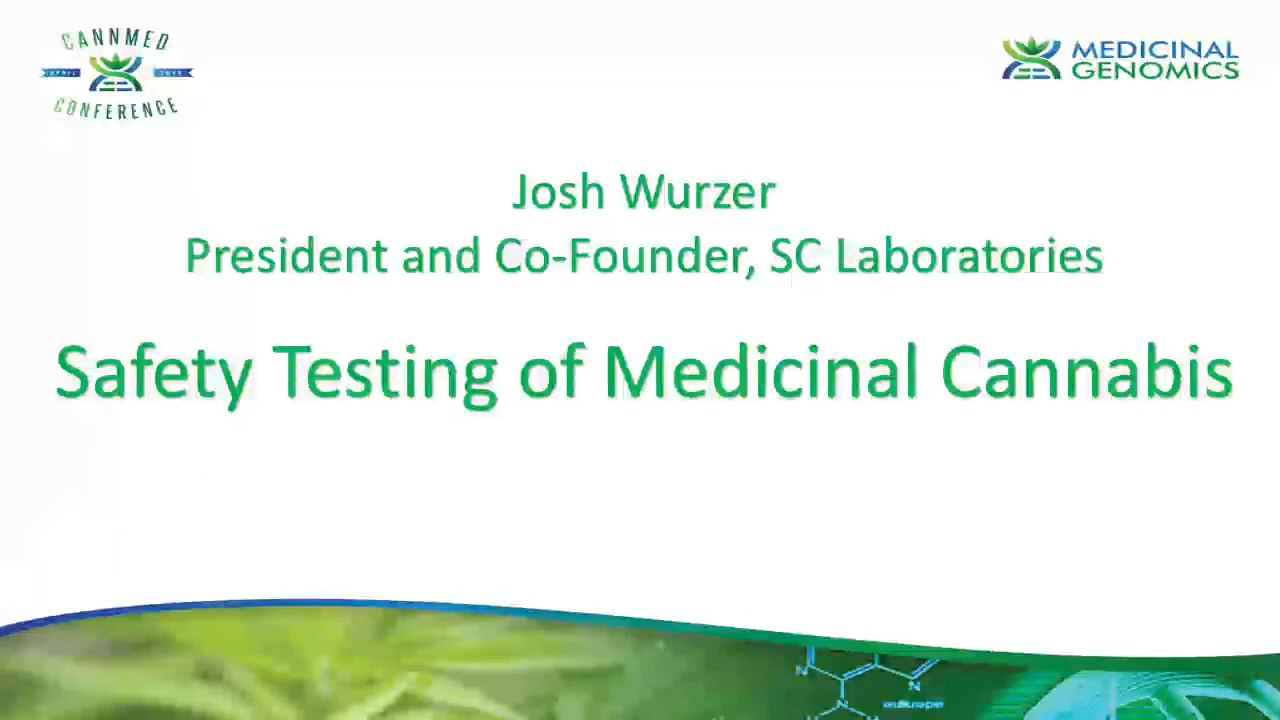 CANNMED
CONFERENCE
MEDICINAL
GENOMICS
Josh Wurzer
President and Co-Founder, SC Laboratories
Safety Testing of Medicinal Cannabis
N
N
N
H
H